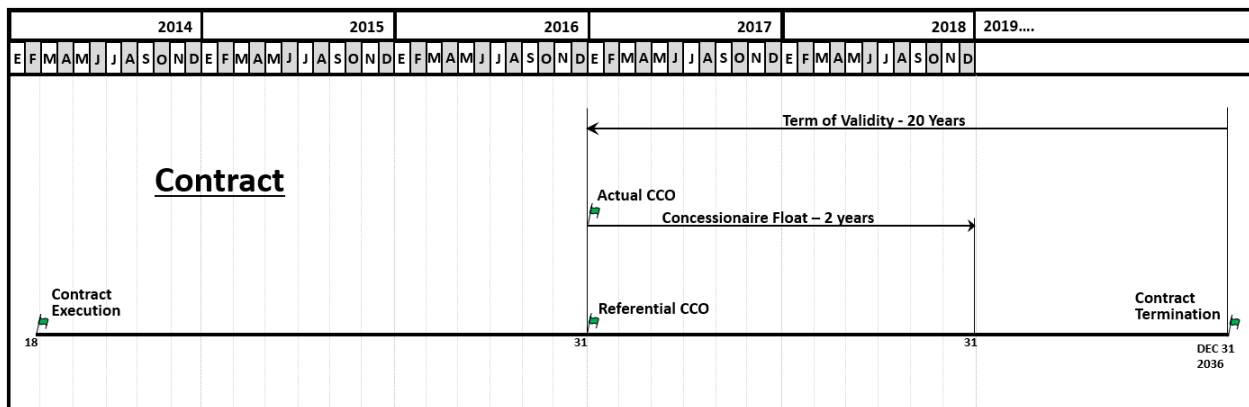 2014 2015 2016 2017 2018 2019....
E F M A M J J A S O N D E F M A M J J A S O N D E F M A M J J A S O N D E F M A M J J A S O N D E F M A M J J A S O N D
Term of Validity - 20 Years
Contract
Actual CCO
Concessionaire Float – 2 years
Contract
Execution
Referential CCO
Contract
Termination
18 31 31 DEC 31
2036